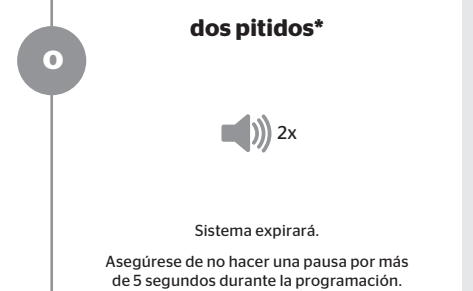 dos pitidos*
O
2x
Sistema expirará.
Asegúrese de no hacer una pausa por más
de 5 segundos durante la programación.